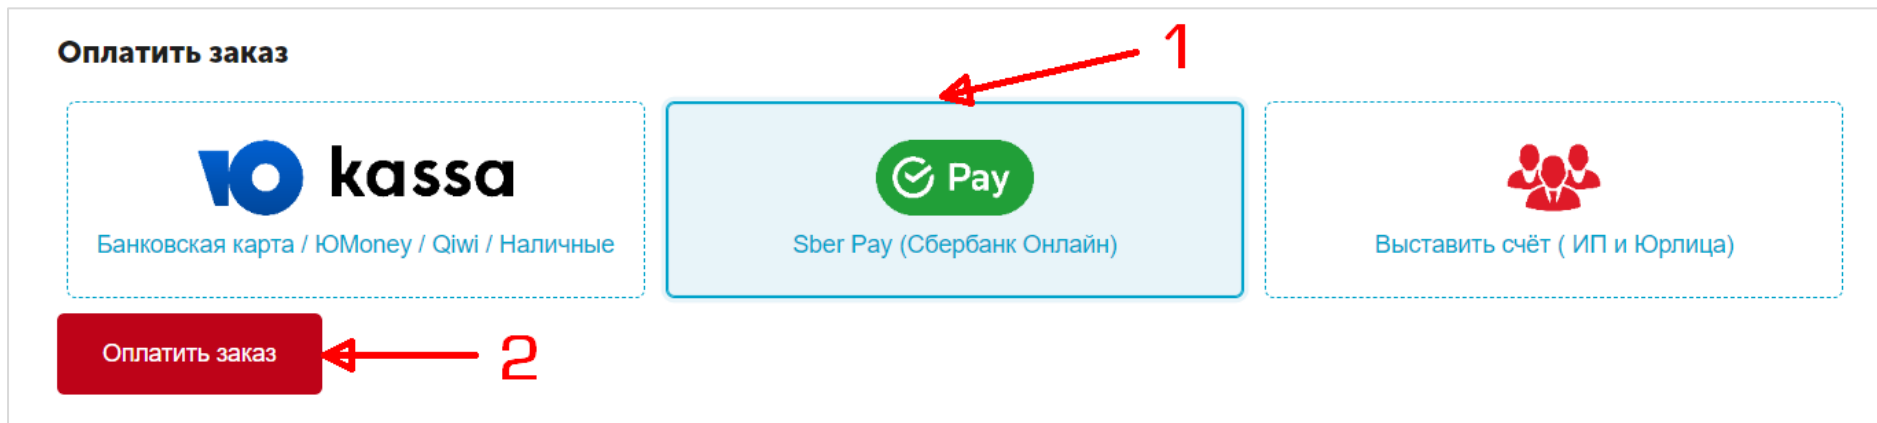 Оплатить заказ
1
Ю kassa
Pay
Банковская карта / ЮMoney / Qiwi / Наличные
Sber Pay (Сбербанк Онлайн)
Выставить счёт ( ИП и Юрлица)
Оплатить заказ
2